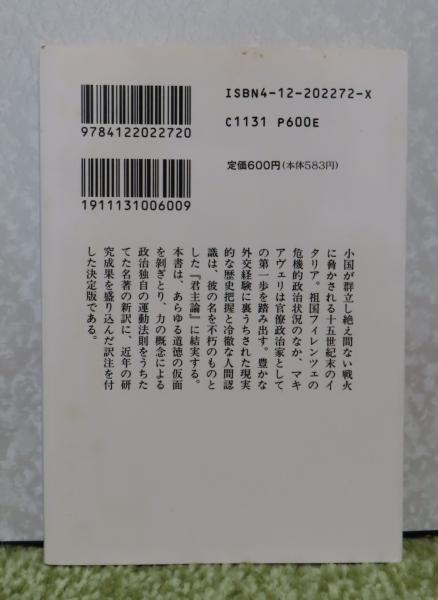 ISBN4-12-202272-X
C1131 P600E
9784122022720
定価600円(本体583円)
1911131006009
小国が群立し絶え間ない戦火
に脅かされる十五世紀末のイ
タリア。祖国フィレンツェの
危機的政治状況のなか、マキ
アヴェリは官僚政治家として
の第一歩を踏み出す。豊かな
外交経験に裏うちされた現実
的な歴史把握と冷徹な人間認
識は、彼の名を不朽のものと
した『君主論』に結実する。
本書は、あらゆる道徳の仮面
を剝ぎとり、力の概念による
政治独自の運動法則をうちた
てた名著の新訳に、近年の研
究成果を盛り込んだ訳注を付
した決定版である。